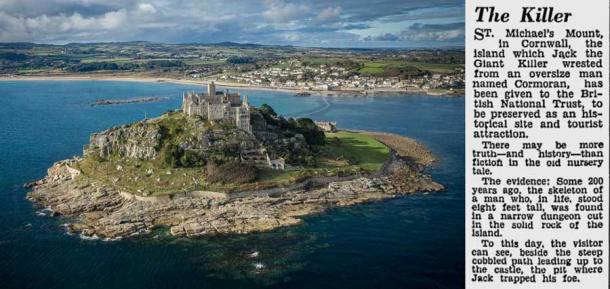 The Killer
ST. Michael's Mount,
in Cornwall, the
island which Jack the
Giant Killer wrested
from an oversize man
named Cormoran, has
been given to the Bri-
tish National Trust, to
be preserved as an his-
torical site and tourist
attraction.
There may be more
truth—and history—than
fiction in the old nursery
tale.
The evidence: Some 200
years ago, the skeleton of
a man who, in life, stood
eight feet tall, was found
in a narrow dungeon cut
in the solid rock of the
island.
To this day, the visitor
can see, beside the steep
cobbled path leading up to
the castle, the pit where
Jack trapped his foe.